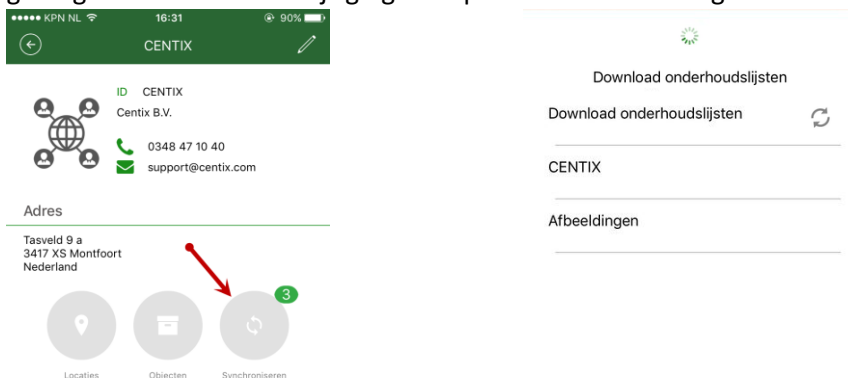 KPN NL 16:31 90%
CENTIX
ID CENTIX
Centix B.V.
0348 47 10 40
support@centix.com
Adres
Tasveld 9 a
3417 XS Montfoort
Nederland
3
Locaties Objecten Synchroniseren
Download onderhoudslijsten
Download onderhoudslijsten
CENTIX
Afbeeldingen